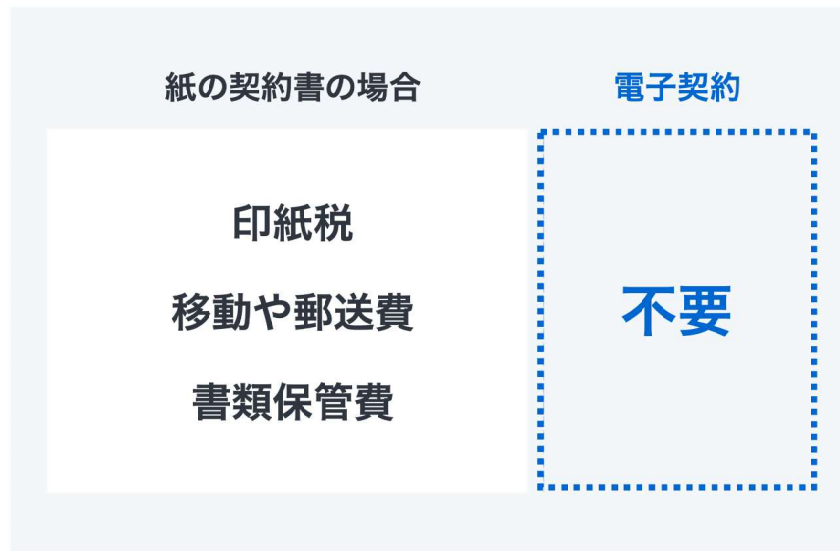 紙の契約書の場合
電子契約
印紙税
移動や郵送費
書類保管費
不要